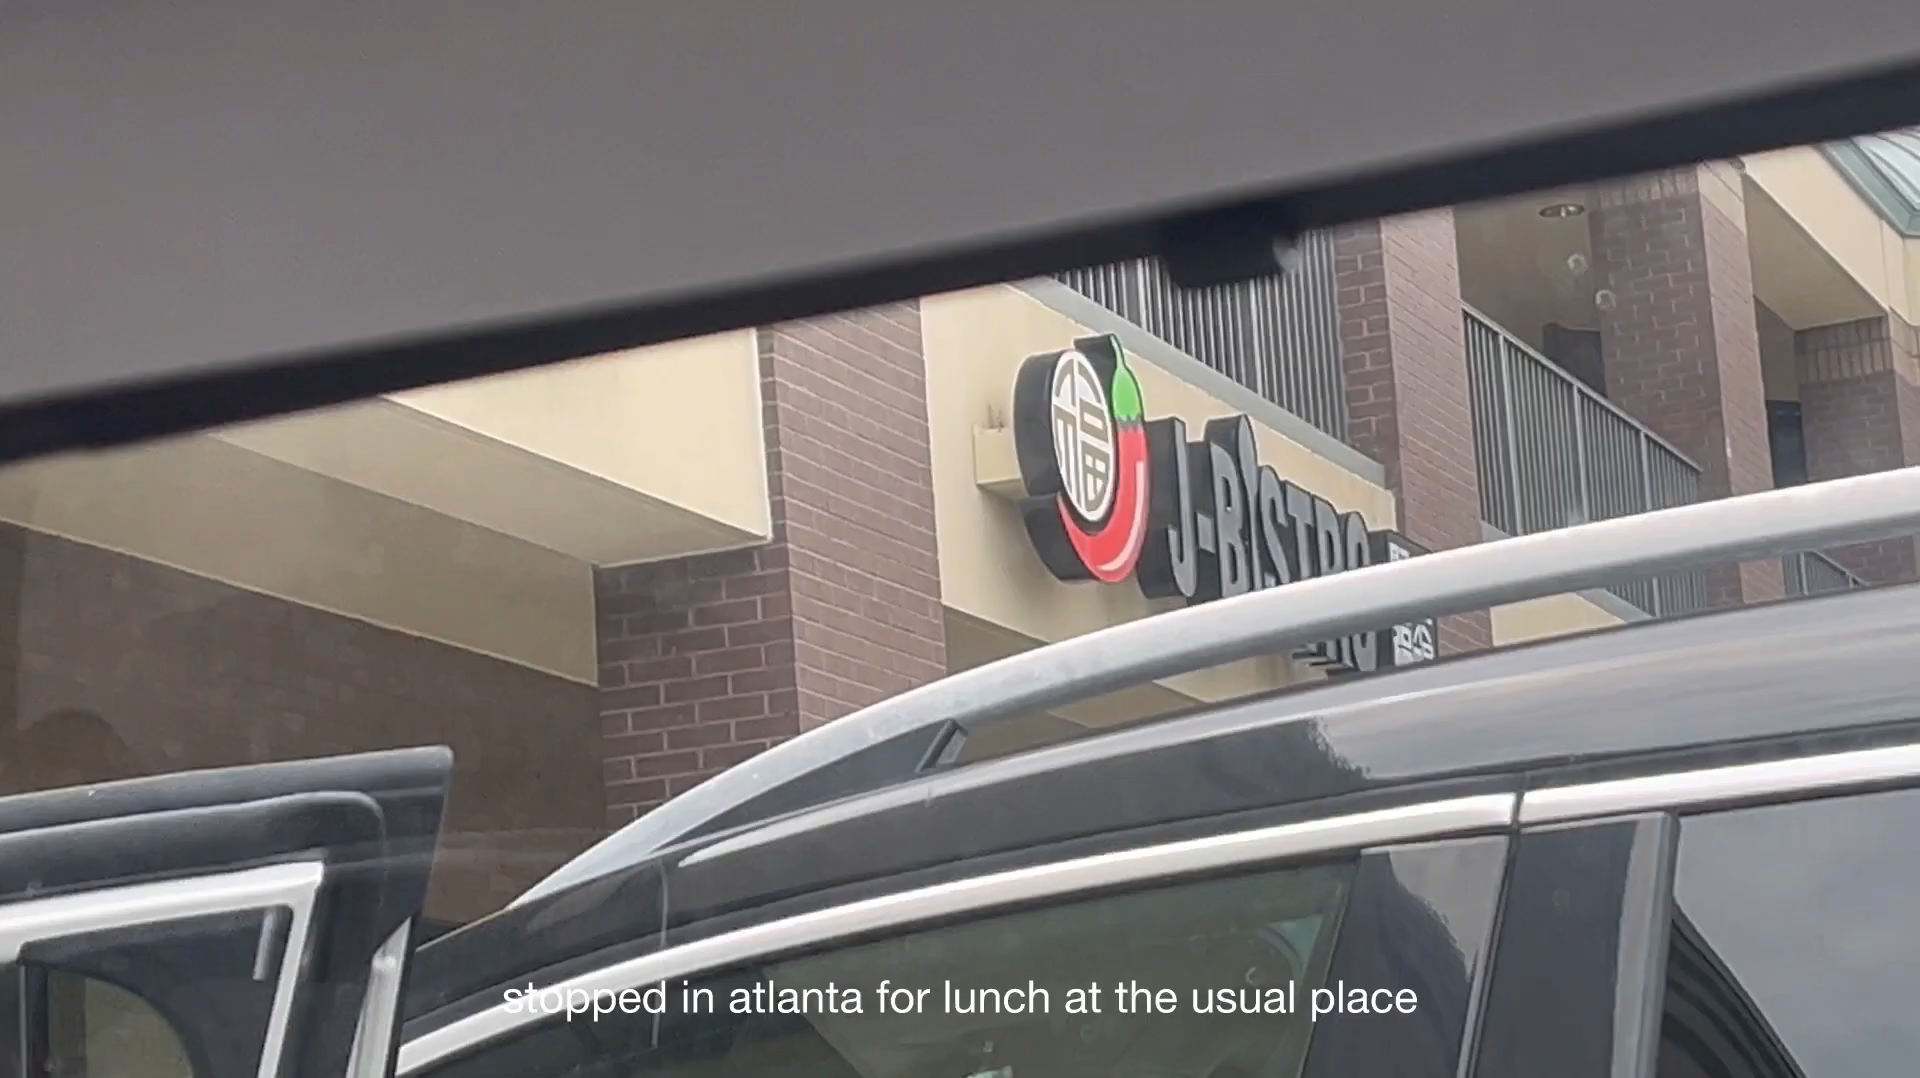 福
J-BISTRO
stopped in atlanta for lunch at the usual place